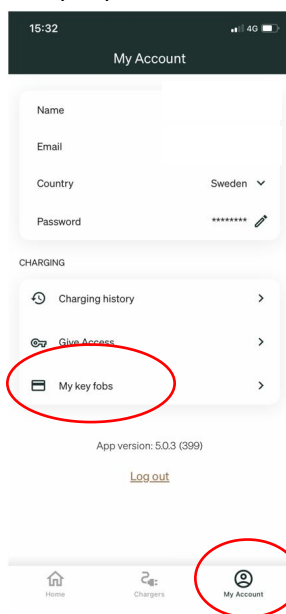 15:32 4G
My Account
Name
Email
Country Sweden
Password ********
CHARGING
Charging history
Give Access
My key fobs
App version: 5.0.3 (399)
Log out
Home Chargers My Account